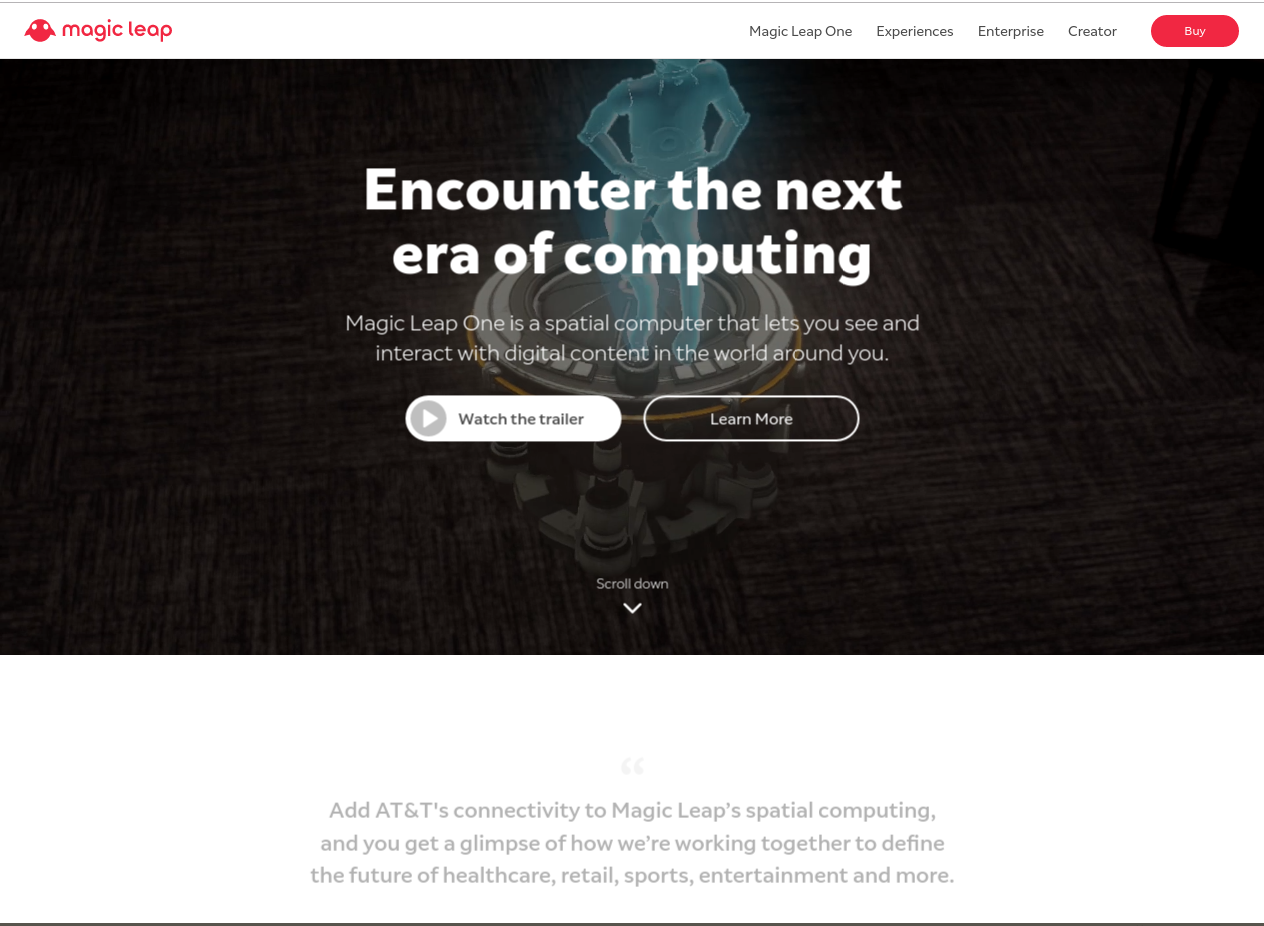 magic leap
Magic Leap One
Experiences
Enterprise
Creator
Buy
Encounter the next
era of computing
Magic Leap One is a spatial computer that lets you see and
interact with digital content in the world around you.
Watch the trailer
Learn More
Scroll down
“
Add AT&T's connectivity to Magic Leap’s spatial computing,
and you get a glimpse of how we’re working together to define
the future of healthcare, retail, sports, entertainment and more.